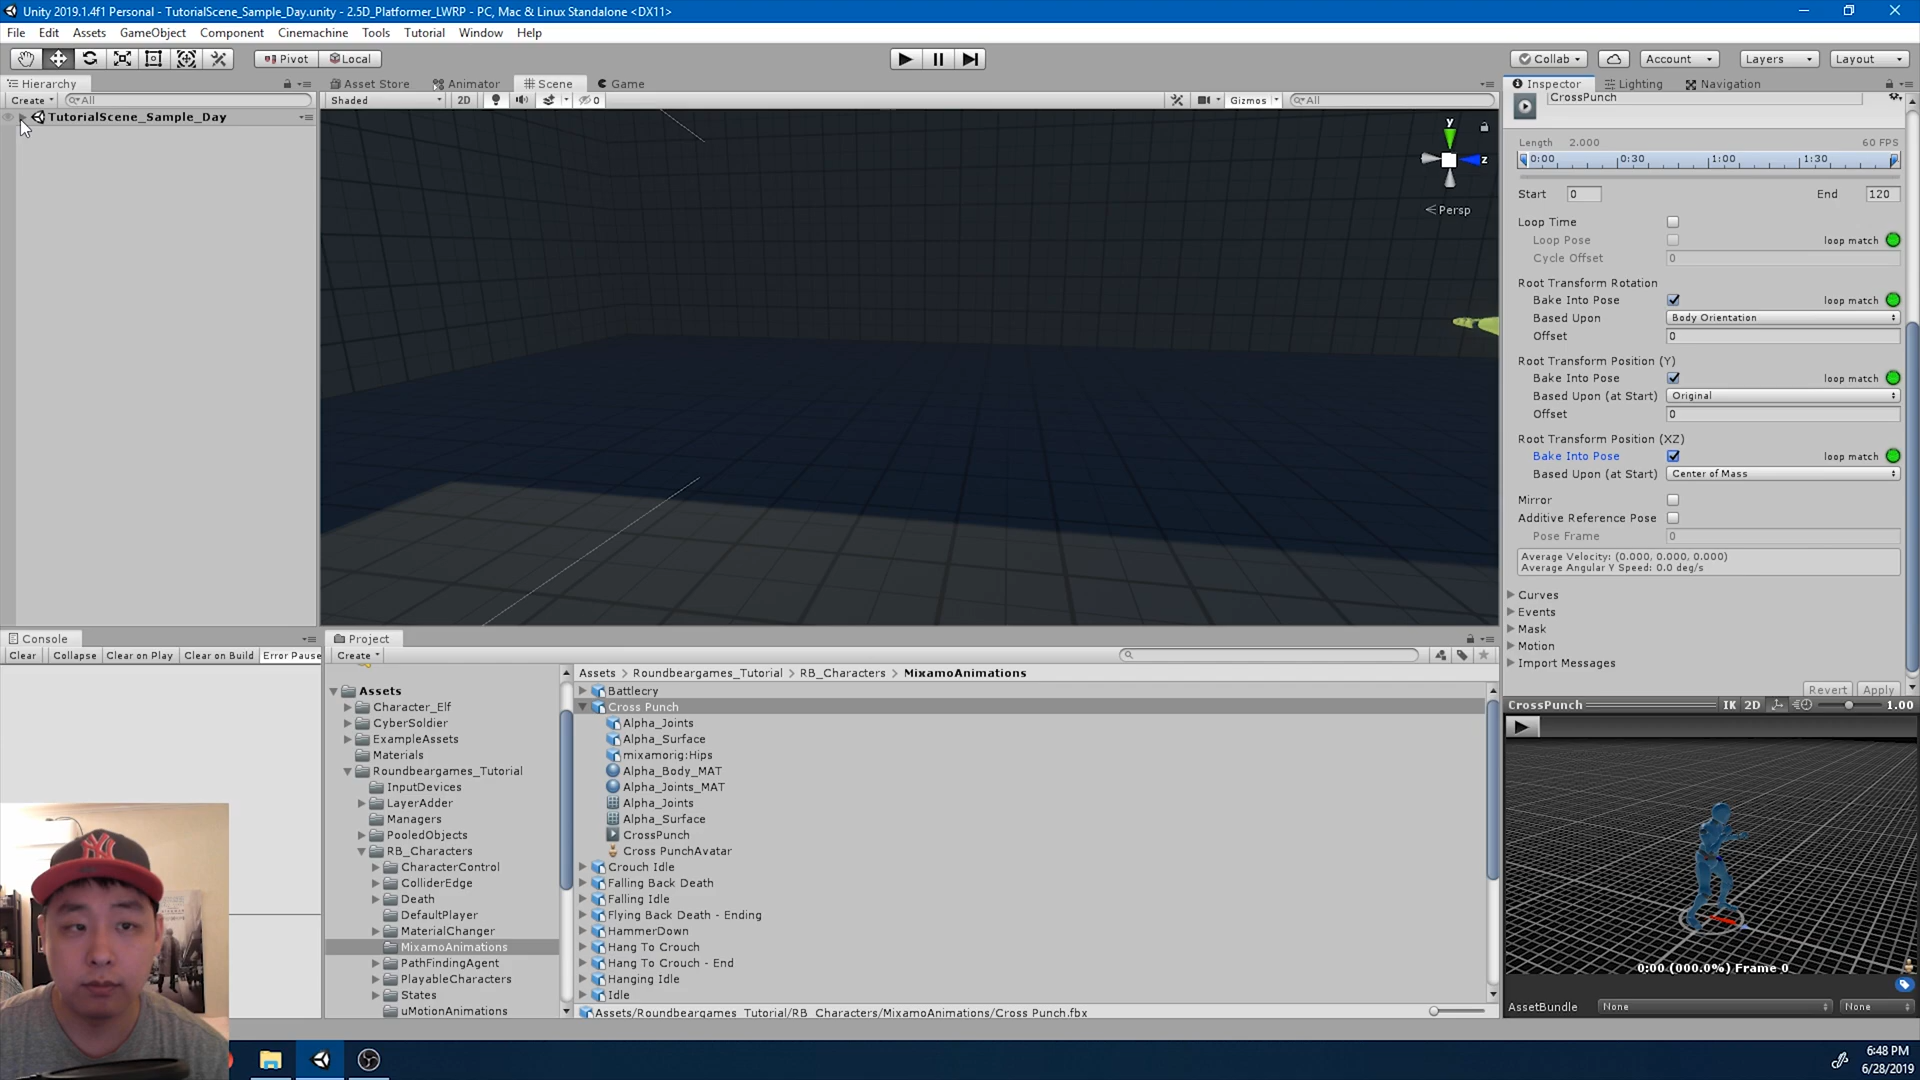 Unity 2019.1.4f1 Personal - TutorialScene_Sample_Day.unity - 2.5D_Platformer_LWRP - PC, Mac & Linux Standalone <DX11>
File Edit Assets GameObject Component Cinemachine Tools Tutorial Window Help
Pivot Local Collab Account Layers Layout
Hierarchy Asset Store Animator Scene Game Inspector Lighting Navigation
Create All Shaded 2D 0 Gizmos All CrossPunch
TutorialScene_Sample_Day
y
z
Persp
Length 2.000 60 FPS
0:00 0:30 1:00 1:30
Start 0 End 120
Loop Time
Loop Pose loop match
Cycle Offset 0
Root Transform Rotation
Bake Into Pose loop match
Based Upon Body Orientation
Offset 0
Root Transform Position (Y)
Bake Into Pose loop match
Based Upon (at Start) Original
Offset 0
Root Transform Position (XZ)
Bake Into Pose loop match
Based Upon (at Start) Center of Mass
Mirror
Additive Reference Pose
Pose Frame 0
Average Velocity: (0.000, 0.000, 0.000)
Average Angular Y Speed: 0.0 deg/s
Curves
Events
Mask
Motion
Import Messages
Revert Apply
CrossPunch IK 2D 1.00
0:00 (000.0%) Frame 0
AssetBundle None None
Console
Clear Collapse Clear on Play Clear on Build Error Pause
Project
Create
Assets
Character_Elf
CyberSoldier
ExampleAssets
Materials
Roundbeargames_Tutorial
InputDevices
LayerAdder
Managers
PooledObjects
RB_Characters
CharacterControl
ColliderEdge
Death
DefaultPlayer
MaterialChanger
MixamoAnimations
PathFindingAgent
PlayableCharacters
States
uMotionAnimations
Assets > Roundbeargames_Tutorial > RB_Characters > MixamoAnimations
Battlecry
Cross Punch
Alpha_Joints
Alpha_Surface
mixamorig:Hips
Alpha_Body_MAT
Alpha_Joints_MAT
Alpha_Joints
Alpha_Surface
CrossPunch
Cross PunchAvatar
Crouch Idle
Falling Back Death
Falling Idle
Flying Back Death - Ending
HammerDown
Hang To Crouch
Hang To Crouch - End
Hanging Idle
Idle
Assets/Roundbeargames_Tutorial/RB_Characters/MixamoAnimations/Cross Punch.fbx
6:48 PM
6/28/2019